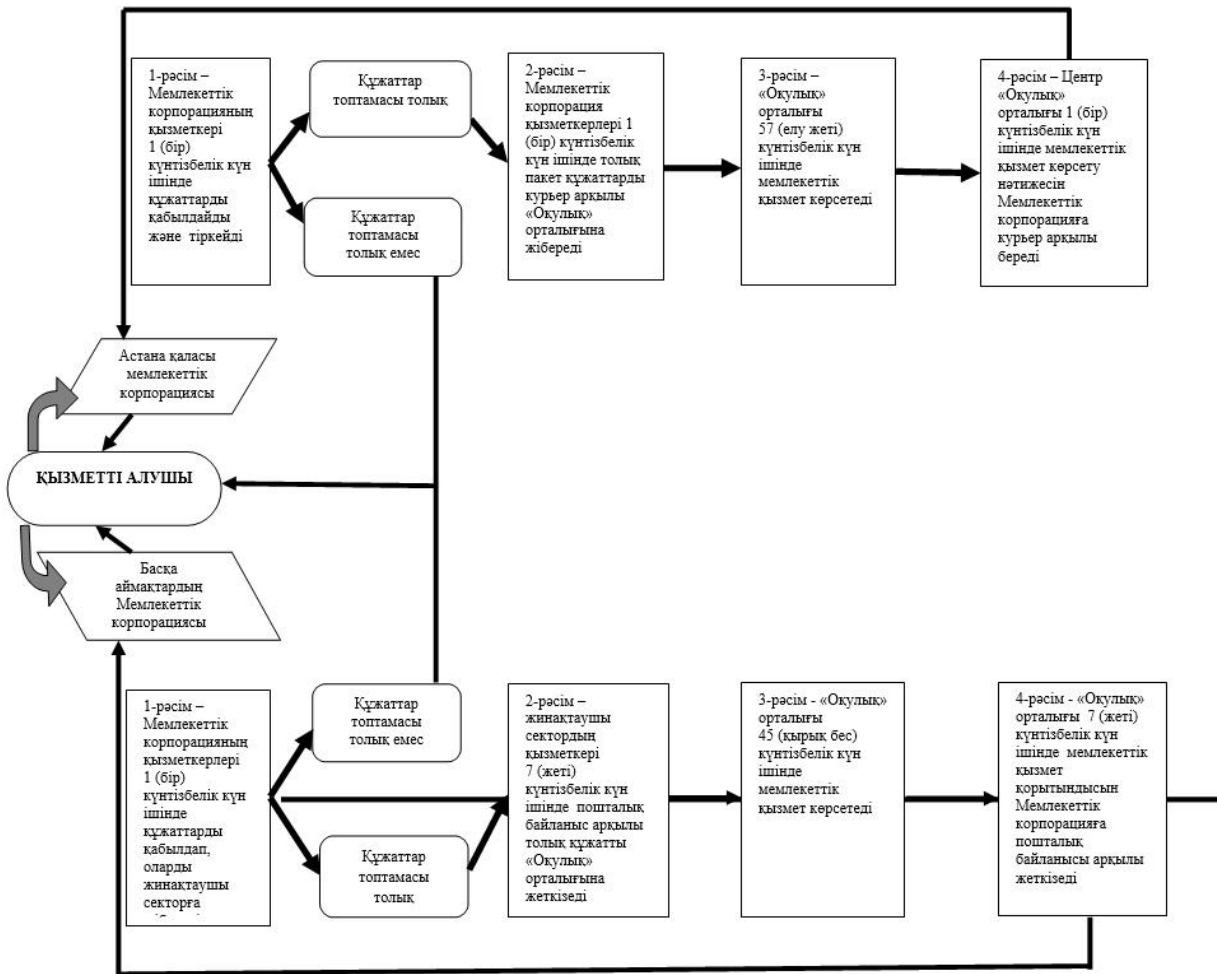 1-рәсім –
Мемлекеттік
корпорацияның
қызметкері
1 (бір)
күнтізбелік күн
ішінде
құжаттарды
қабылдайды
және тіркейді
Құжаттар
топтамасы толық
Құжаттар
топтамасы
толық емес
2-рәсім –
Мемлекеттік
корпорация
қызметкерлері 1
(бір) күнтізбелік
күн ішінде толық
пакет құжаттарды
курьер арқылы
«Оқулық»
орталығына
жібереді
3-рәсім –
«Оқулық»
орталығы
57 (елу жеті)
күнтізбелік күн
ішінде
мемлекеттік
қызмет көрсетеді
4-рәсім – Центр
«Оқулық»
орталығы 1 (бір)
күнтізбелік күн
ішінде мемлекеттік
қызмет көрсету
нәтижесін
Мемлекеттік
корпорацияға
курьер арқылы
береді
Астана қаласы
мемлекеттік
корпорациясы
ҚЫЗМЕТТІ АЛУШЫ
Басқа
аймақтардың
Мемлекеттік
корпорациясы
1-рәсім –
Мемлекеттік
корпорацияның
қызметкерлері
1 (бір)
күнтізбелік күн
ішінде
құжаттарды
қабылдап,
оларды
жинақтаушы
секторға
Құжаттар
топтамасы
толық емес
Құжаттар
топтамасы
толық
2-рәсім –
жинақтаушы
сектордың
қызметкері
7 (жеті)
күнтізбелік күн
ішінде пошталық
байланыс арқылы
толық құжатты
«Оқулық»
орталығына
жеткізеді
3-рәсім - «Оқулық»
орталығы
45 (қырық бес)
күнтізбелік күн
ішінде
мемлекеттік
қызмет көрсетеді
4-рәсім - «Оқулық»
орталығы 7 (жеті)
күнтізбелік күн
ішінде мемлекеттік
қызмет
қорытындысын
Мемлекеттік
корпорацияға
пошталық
байланысы арқылы
жеткізеді